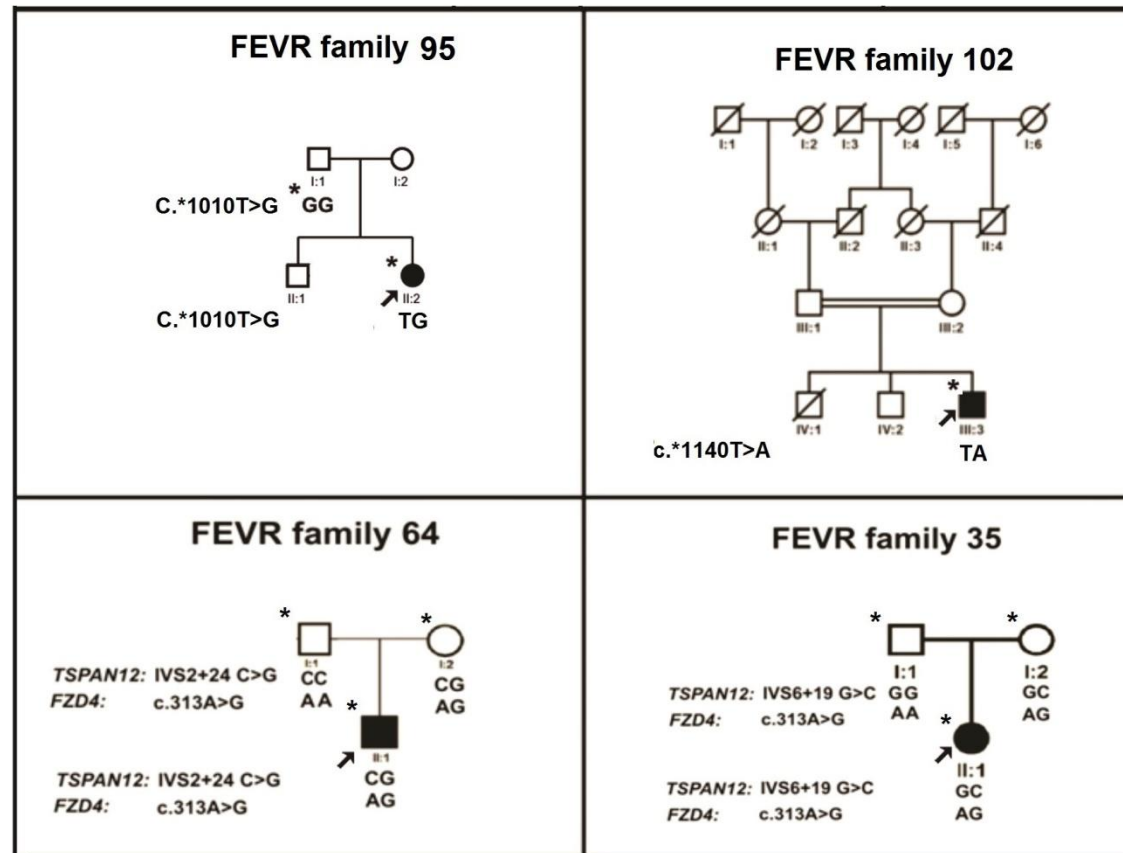 FEVR family 95
I:1 I:2
*
C.*1010T>G GG
*
II:1 II:2
C.*1010T>G TG
FEVR family 102
I:1 I:2 I:3 I:4 I:5 I:6
II:1 II:2 II:3 II:4
III:1 III:2
*
IV:1 IV:2 III:3
c.*1140T>A TA
FEVR family 64
* *
I:1 I:2
TSPAN12: IVS2+24 C>G CC CG
FZD4: c.313A>G AA AG
*
II:1
TSPAN12: IVS2+24 C>G CG
FZD4: c.313A>G AG
FEVR family 35
* *
I:1 I:2
TSPAN12: IVS6+19 G>C GG GC
FZD4: c.313A>G AA AG
*
II:1
TSPAN12: IVS6+19 G>C GC
FZD4: c.313A>G AG